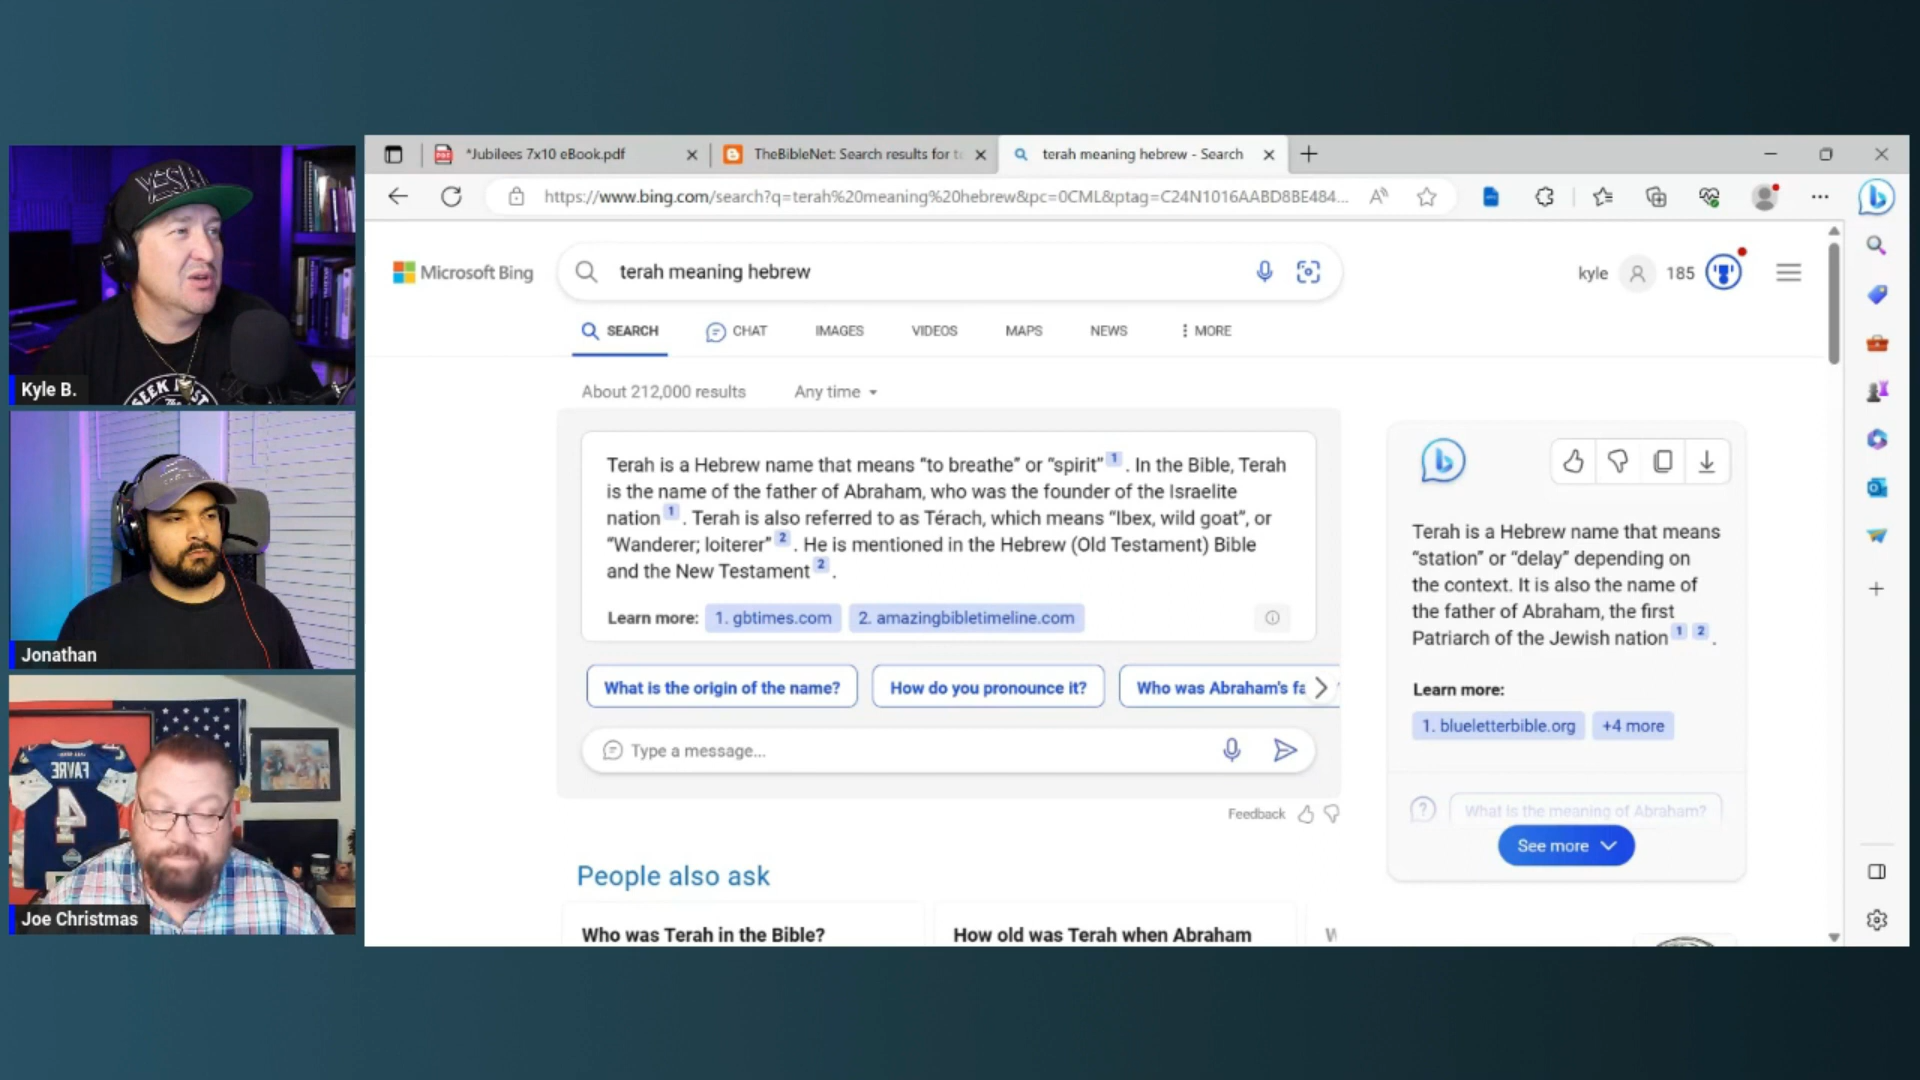 *Jubilees 7x10 eBook.pdf
TheBibleNet: Search results for t
terah meaning hebrew - Search
https://www.bing.com/search?q=terah%20meaning%20hebrew&pc=0CML&ptag=C24N1016AABD8BE484...
Microsoft Bing
terah meaning hebrew
kyle
185
SEARCH
CHAT
IMAGES
VIDEOS
MAPS
NEWS
MORE
About 212,000 results
Any time
Terah is a Hebrew name that means “to breathe” or “spirit” 1 . In the Bible, Terah
is the name of the father of Abraham, who was the founder of the Israelite
nation 1 . Terah is also referred to as Térach, which means “Ibex, wild goat”, or
“Wanderer; loiterer” 2 . He is mentioned in the Hebrew (Old Testament) Bible
and the New Testament 2 .
Learn more: 1. gbtimes.com 2. amazingbibletimeline.com
What is the origin of the name?
How do you pronounce it?
Who was Abraham's fa
Type a message...
Feedback
People also ask
Who was Terah in the Bible?
How old was Terah when Abraham
Terah is a Hebrew name that means
“station” or “delay” depending on
the context. It is also the name of
the father of Abraham, the first
Patriarch of the Jewish nation 1 2 .
Learn more:
1. blueletterbible.org +4 more
What is the meaning of Abraham?
See more
Kyle B.
Jonathan
FAVRE
4
Joe Christmas